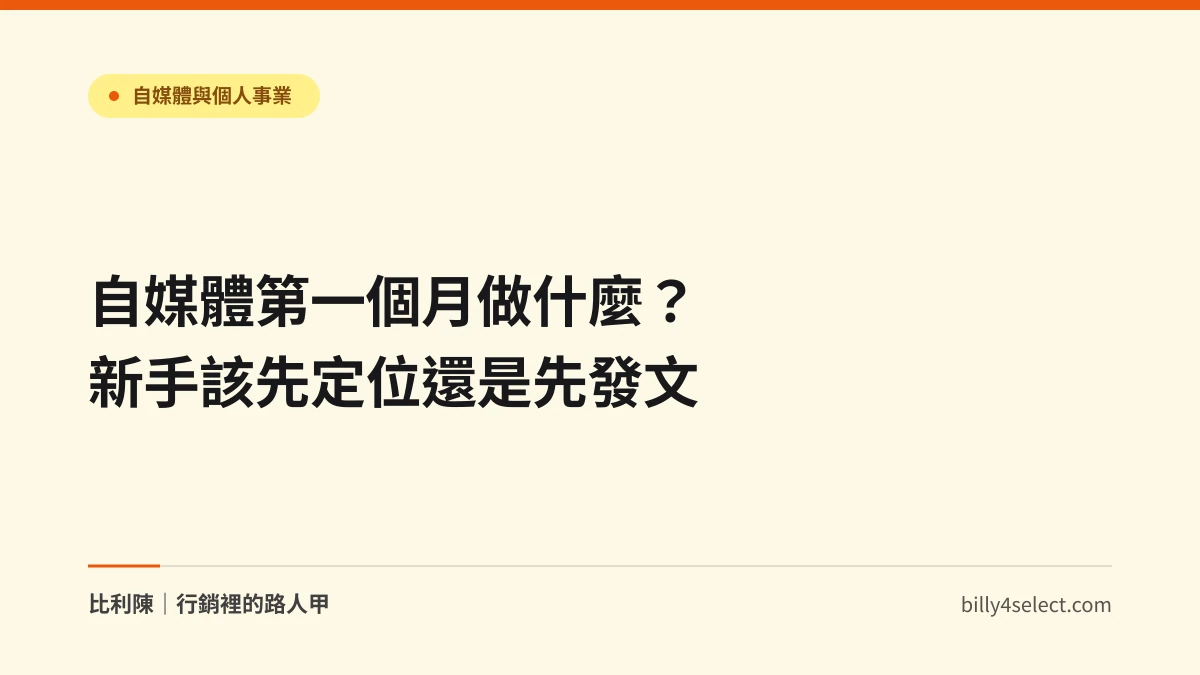 自媒體與個人事業
自媒體第一個月做什麼？
新手該先定位還是先發文
比利陳｜行銷裡的路人甲
billy4select.com